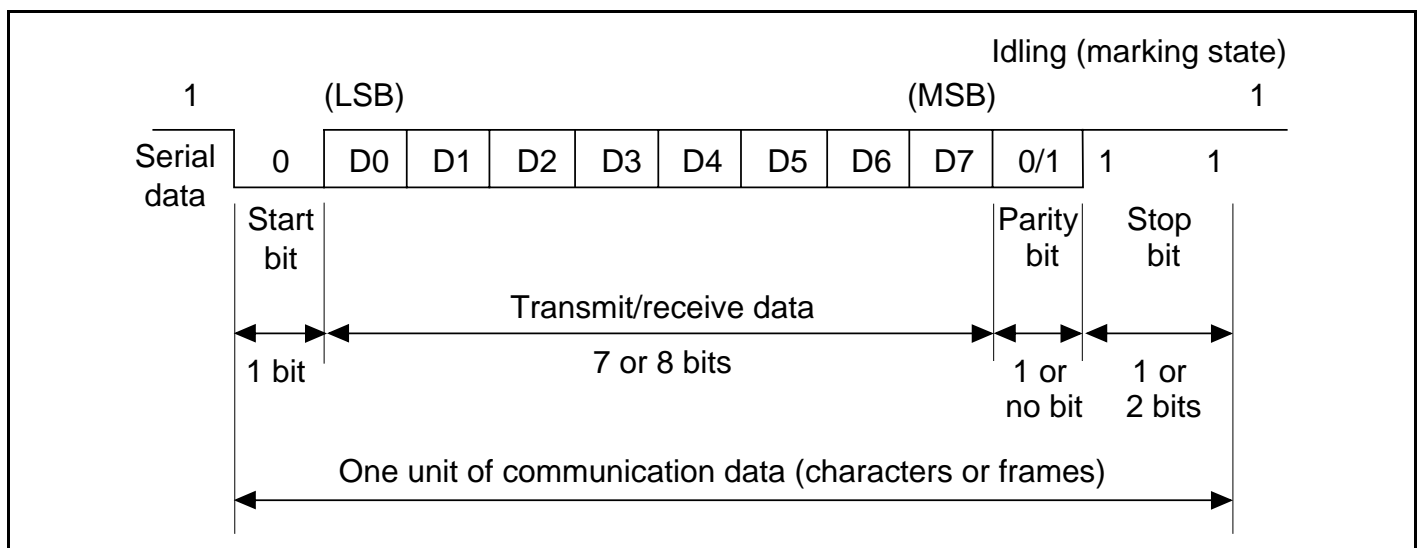 Idling (marking state)
1 (LSB) (MSB) 1
Serial data 0 D0 D1 D2 D3 D4 D5 D6 D7 0/1 1 1
Start bit
Parity bit
Stop bit
Transmit/receive data
1 bit
7 or 8 bits
1 or no bit
1 or 2 bits
One unit of communication data (characters or frames)